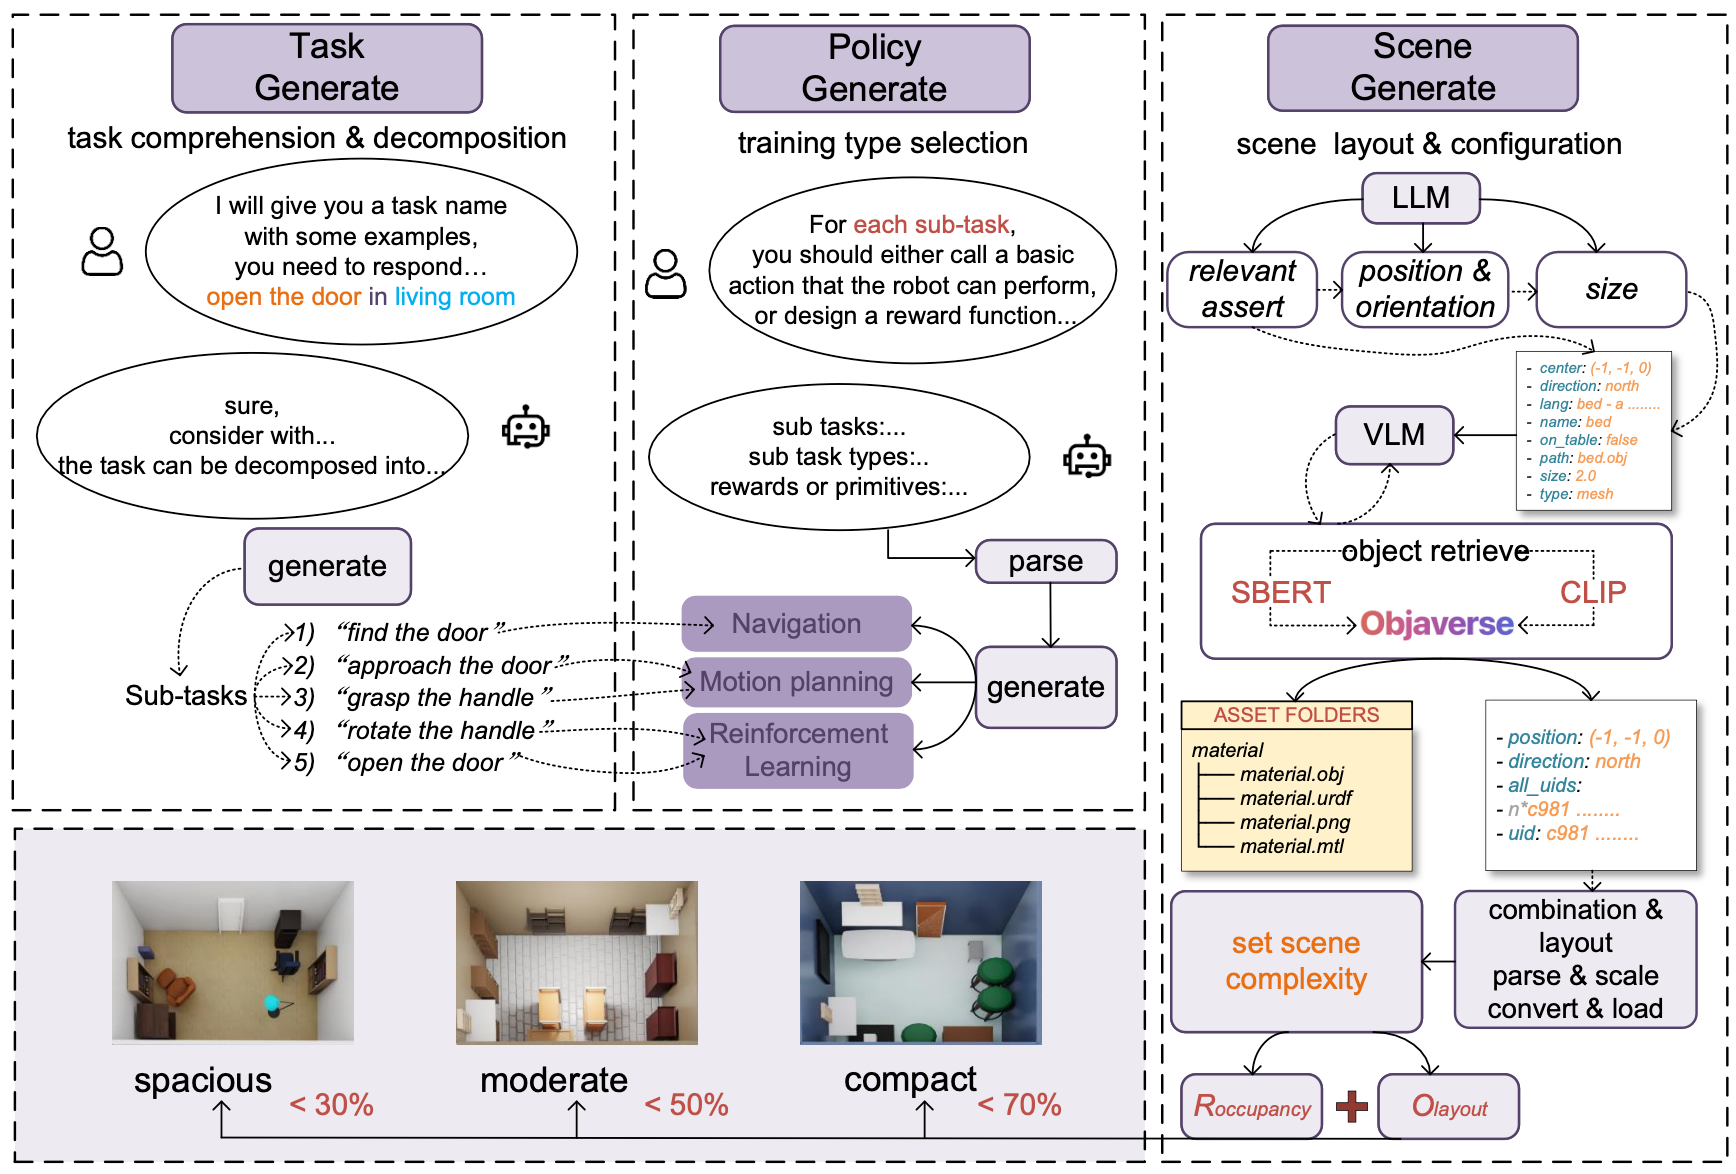 Task
Generate
task comprehension & decomposition
I will give you a task name
with some examples,
you need to respond...
open the door in living room
sure,
consider with...
the task can be decomposed into...
generate
Sub-tasks
1) “find the door”
2) “approach the door”
3) “grasp the handle”
4) “rotate the handle”
5) “open the door”
Policy
Generate
training type selection
For each sub-task,
you should either call a basic
action that the robot can perform,
or design a reward function...
sub tasks:...
sub task types:..
rewards or primitives:...
parse
generate
Navigation
Motion planning
Reinforcement
Learning
Scene
Generate
scene layout & configuration
LLM
relevant
assert
position &
orientation
size
- center: (-1, -1, 0)
- direction: north
- lang: bed - a ........
- name: bed
- on_table: false
- path: bed.obj
- size: 2.0
- type: mesh
VLM
object retrieve
SBERT
CLIP
Objaverse
ASSET FOLDERS
material
material.obj
material.urdf
material.png
material.mtl
- position: (-1, -1, 0)
- direction: north
- all_uids:
- n*c981 ........
- uid: c981 ........
combination &
layout
parse & scale
convert & load
set scene
complexity
Roccupancy
Olayout
spacious
< 30%
moderate
< 50%
compact
< 70%